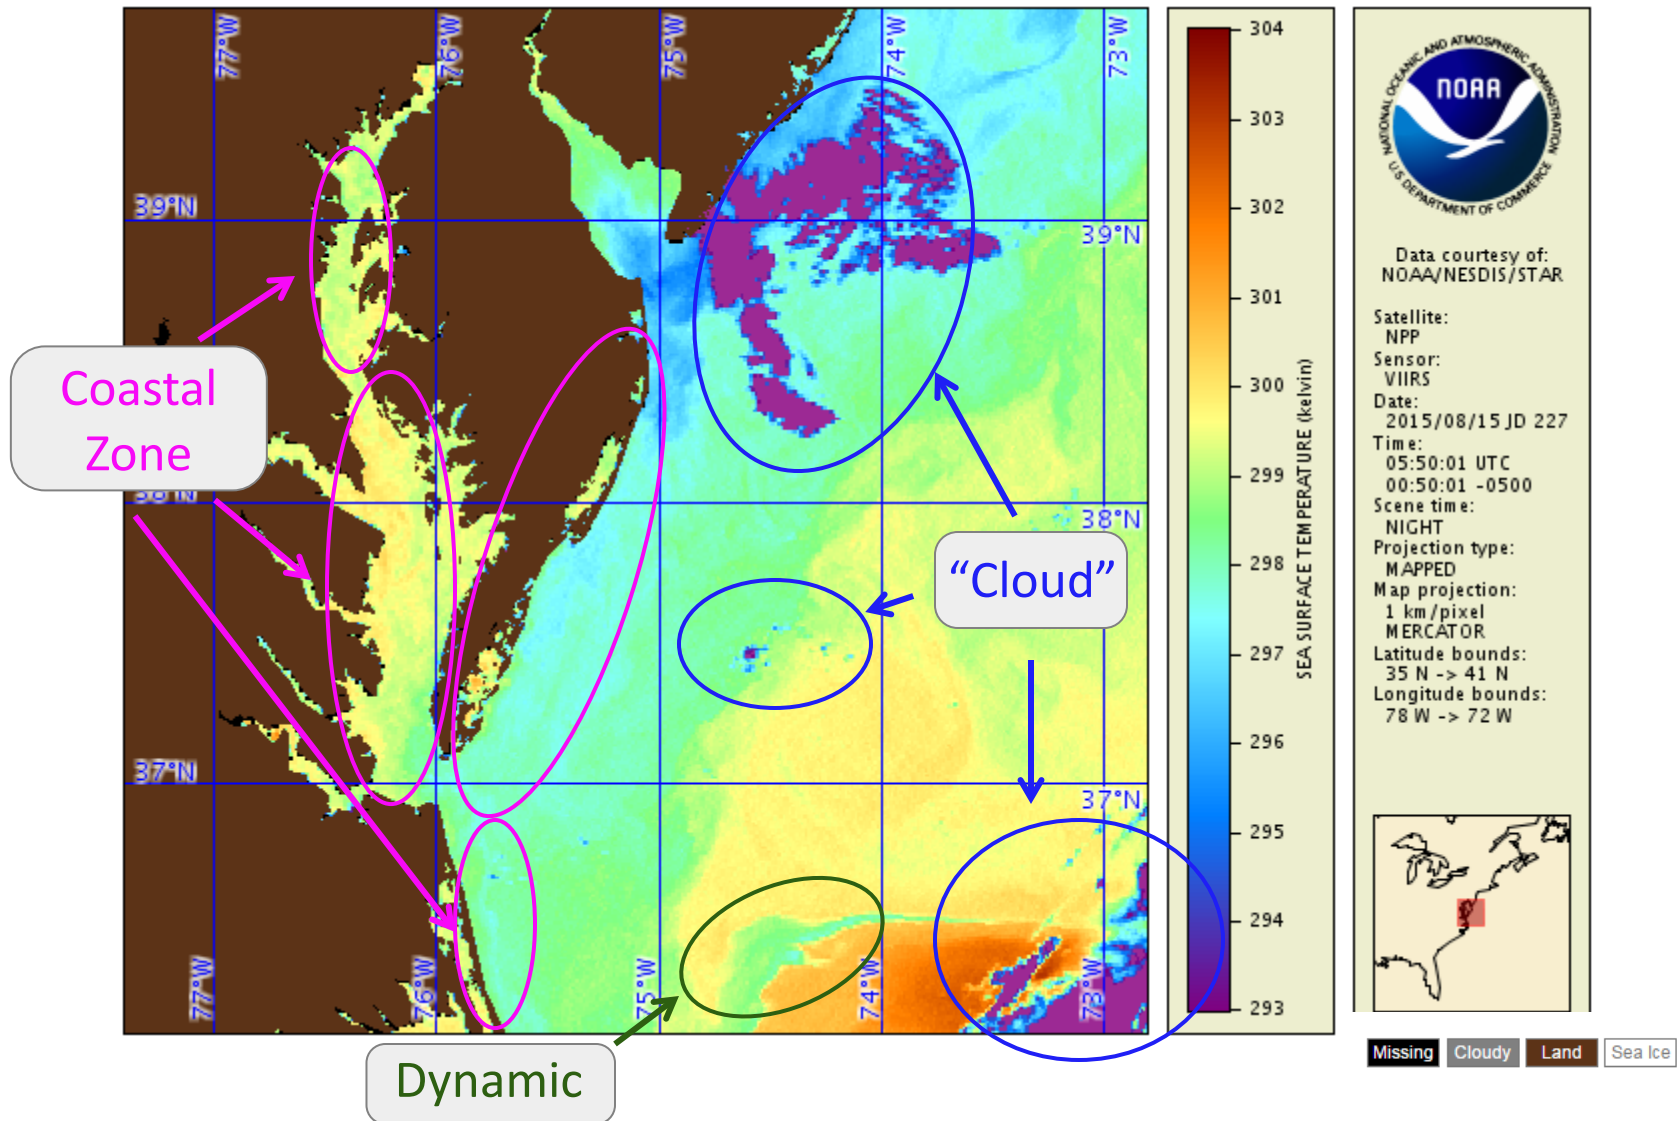 77°W
76°W
75°W
74°W
73°W
39°N
39°N
38°N
38°N
37°N
37°N
77°W
76°W
75°W
74°W
73°W
Coastal
Zone
"Cloud"
Dynamic
304
303
302
301
300
299
298
297
296
295
294
293
SEA SURFACE TEMPERATURE (kelvin)
NATIONAL OCEANIC AND ATMOSPHERIC ADMINISTRATION
NOAA
U.S. DEPARTMENT OF COMMERCE
Data courtesy of:
NOAA/NESDIS/STAR
Satellite:
NPP
Sensor:
VIIRS
Date:
2015/08/15 JD 227
Time:
05:50:01 UTC
00:50:01 -0500
Scene time:
NIGHT
Projection type:
MAPPED
Map projection:
1 km/pixel
MERCATOR
Latitude bounds:
35 N -> 41 N
Longitude bounds:
78 W -> 72 W
Missing
Cloudy
Land
Sea Ice